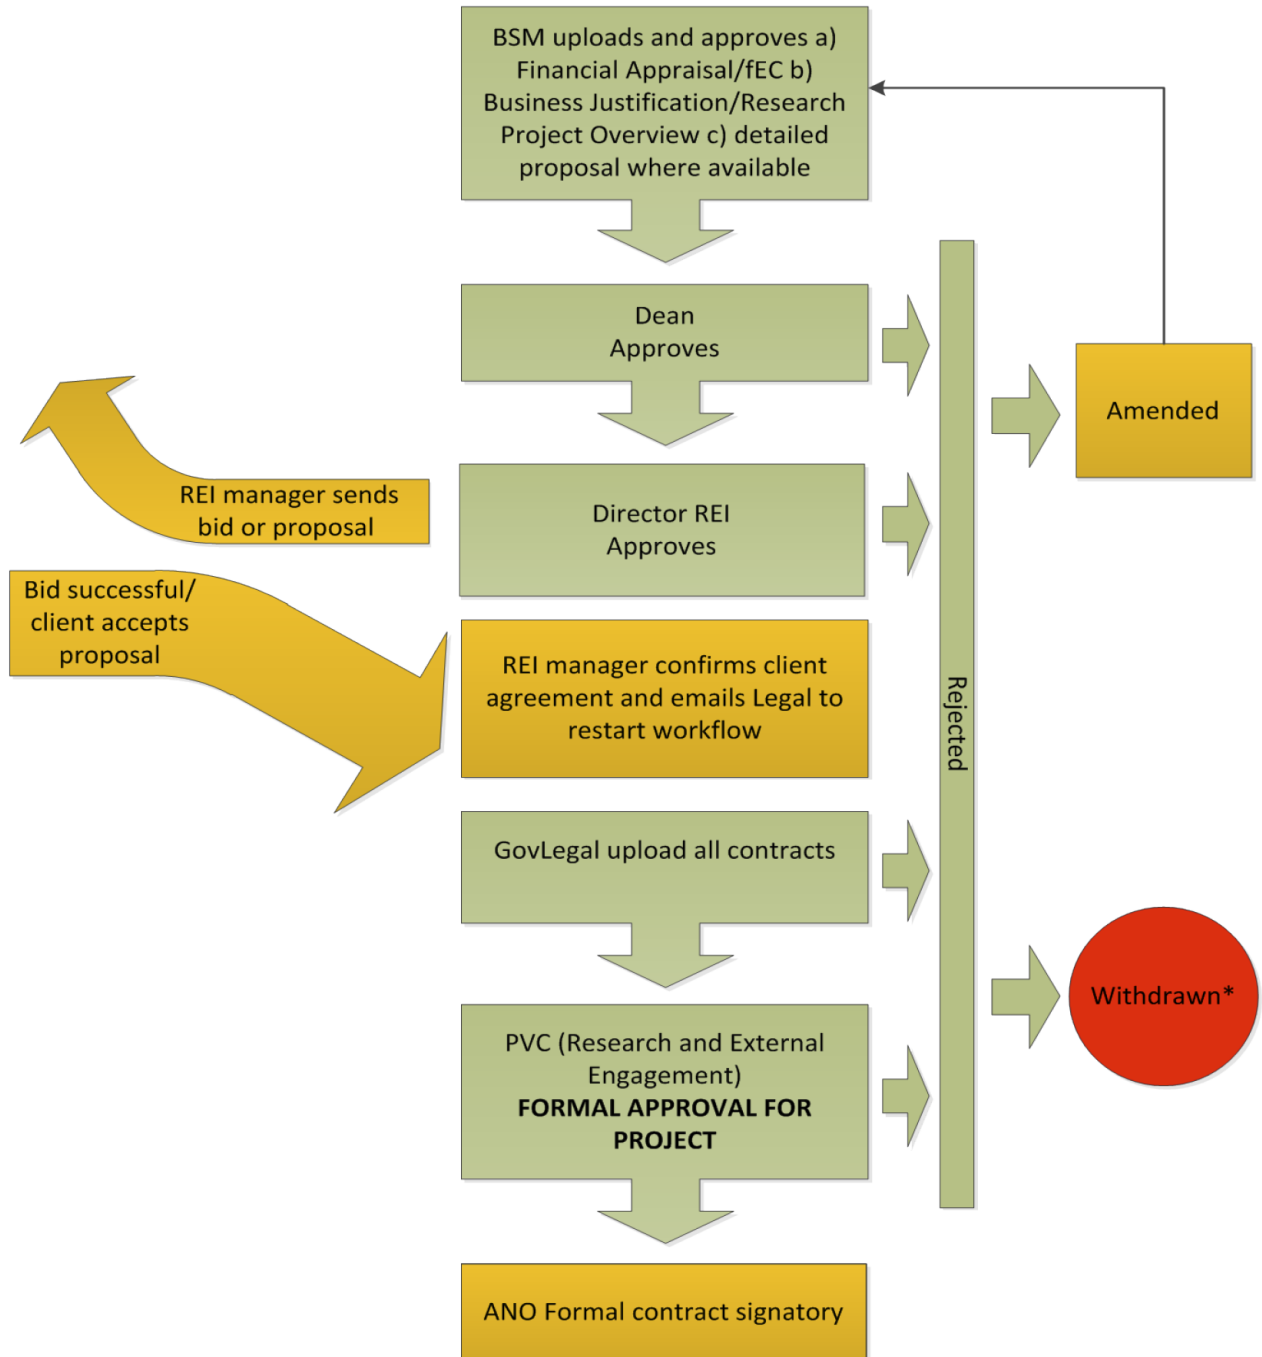 BSM uploads and approves a)
Financial Appraisal/fEC b)
Business Justification/Research
Project Overview c) detailed
proposal where available
Dean
Approves
Amended
REI manager sends
bid or proposal
Director REI
Approves
Bid successful/
client accepts
proposal
REI manager confirms client
agreement and emails Legal to
restart workflow
Rejected
GovLegal upload all contracts
Withdrawn*
PVC (Research and External
Engagement)
FORMAL APPROVAL FOR
PROJECT
ANO Formal contract signatory